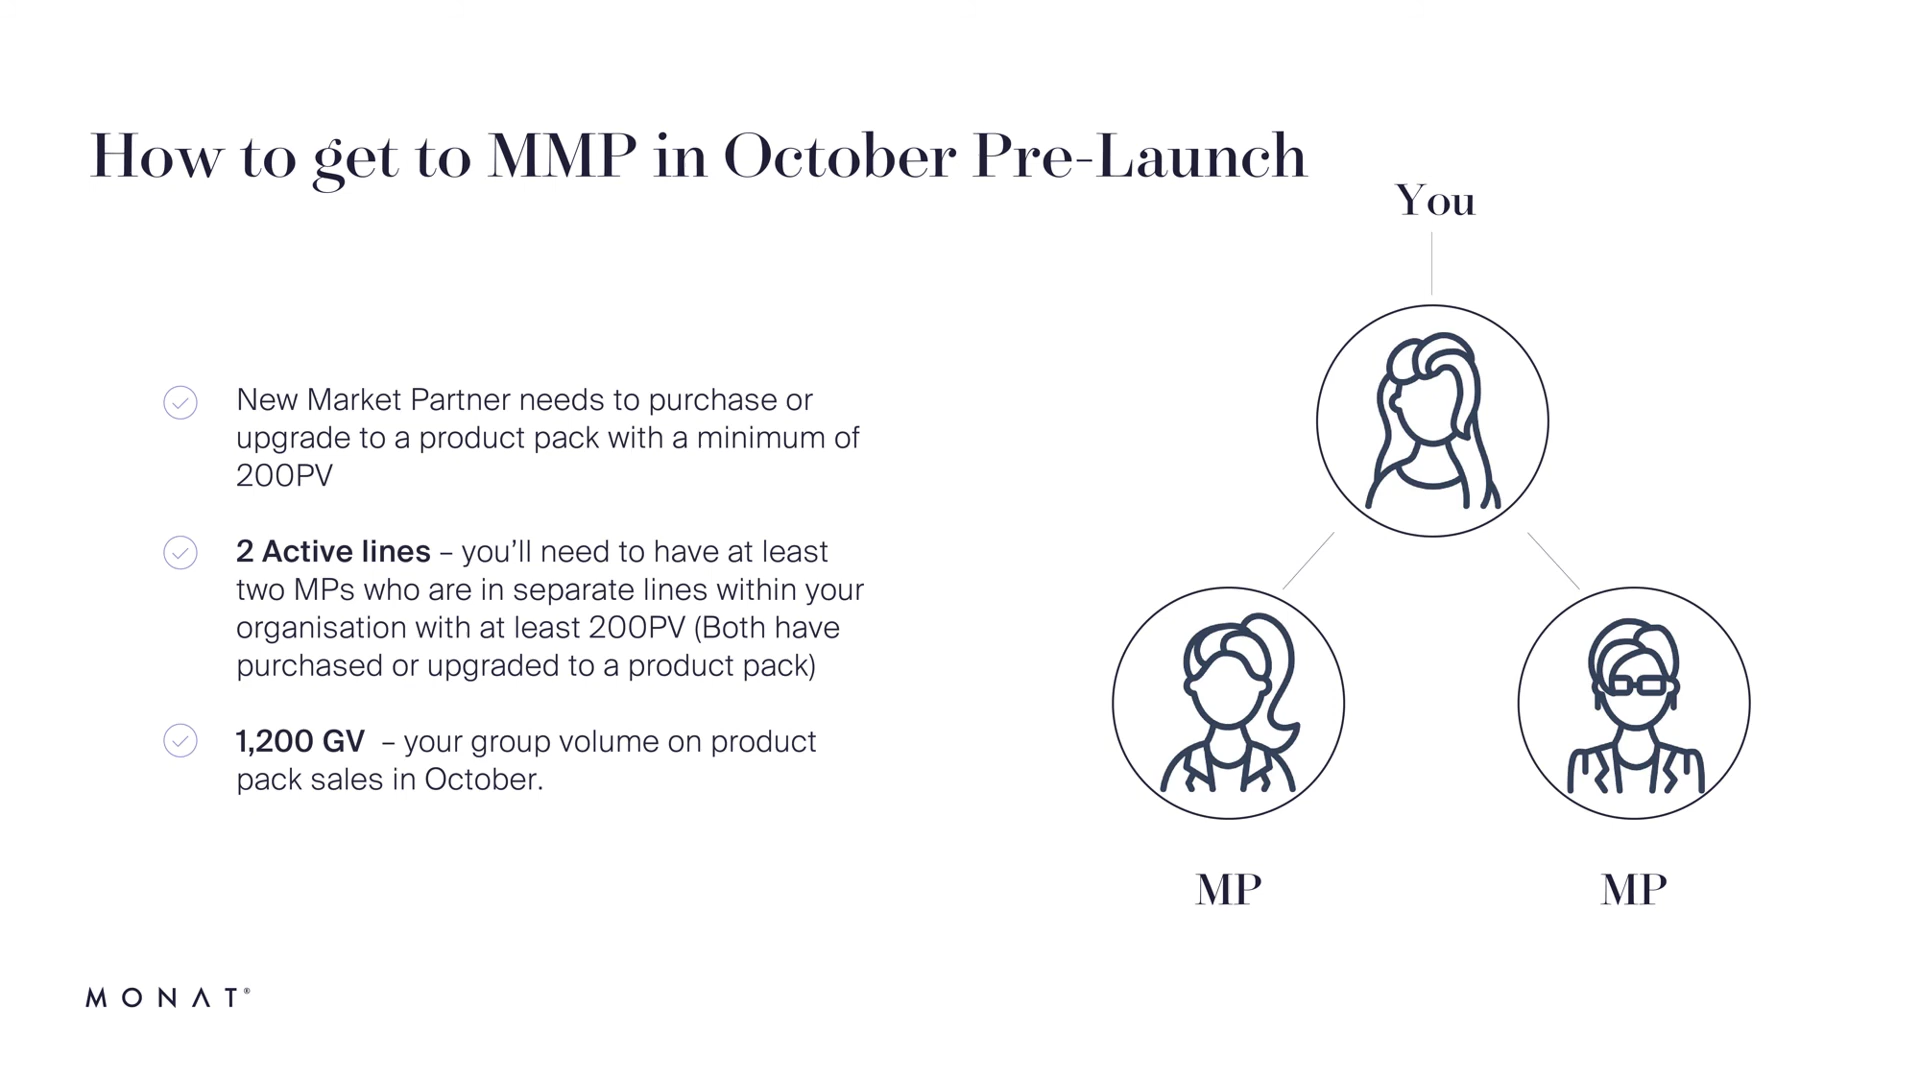 How to get to MMP in October Pre-Launch
You
New Market Partner needs to purchase or
upgrade to a product pack with a minimum of
200PV
2 Active lines – you’ll need to have at least
two MPs who are in separate lines within your
organisation with at least 200PV (Both have
purchased or upgraded to a product pack)
1,200 GV  – your group volume on product
pack sales in October.
MP
MP
MONAT®